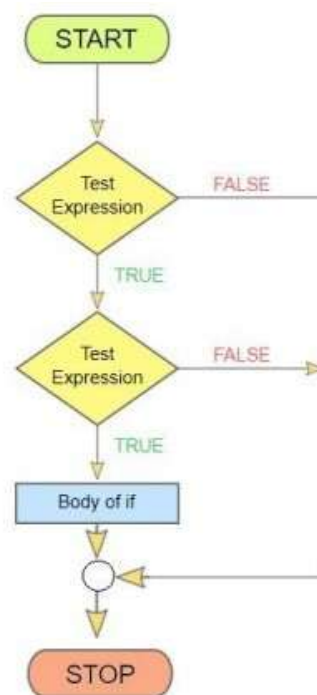 START
Test
Expression
FALSE
TRUE
Test
Expression
FALSE
TRUE
Body of if
STOP